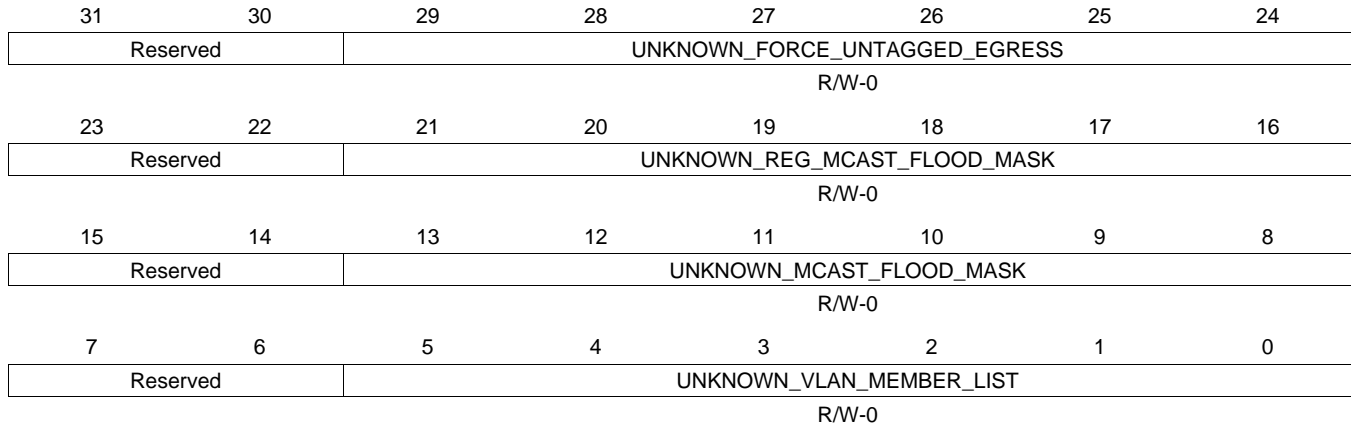 31 30 29 28 27 26 25 24
Reserved UNKNOWN_FORCE_UNTAGGED_EGRESS
R/W-0
23 22 21 20 19 18 17 16
Reserved UNKNOWN_REG_MCAST_FLOOD_MASK
R/W-0
15 14 13 12 11 10 9 8
Reserved UNKNOWN_MCAST_FLOOD_MASK
R/W-0
7 6 5 4 3 2 1 0
Reserved UNKNOWN_VLAN_MEMBER_LIST
R/W-0